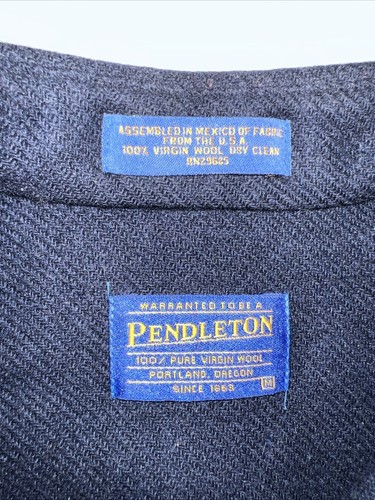 ASSEMBLED IN MEXICO OF FABRIC
FROM THE U.S.A.
100% VIRGIN WOOL DRY CLEAN
RN29685
WARRANTED TO BE A
PENDLETON
100% PURE VIRGIN WOOL
PORTLAND, OREGON
SINCE 1863
M